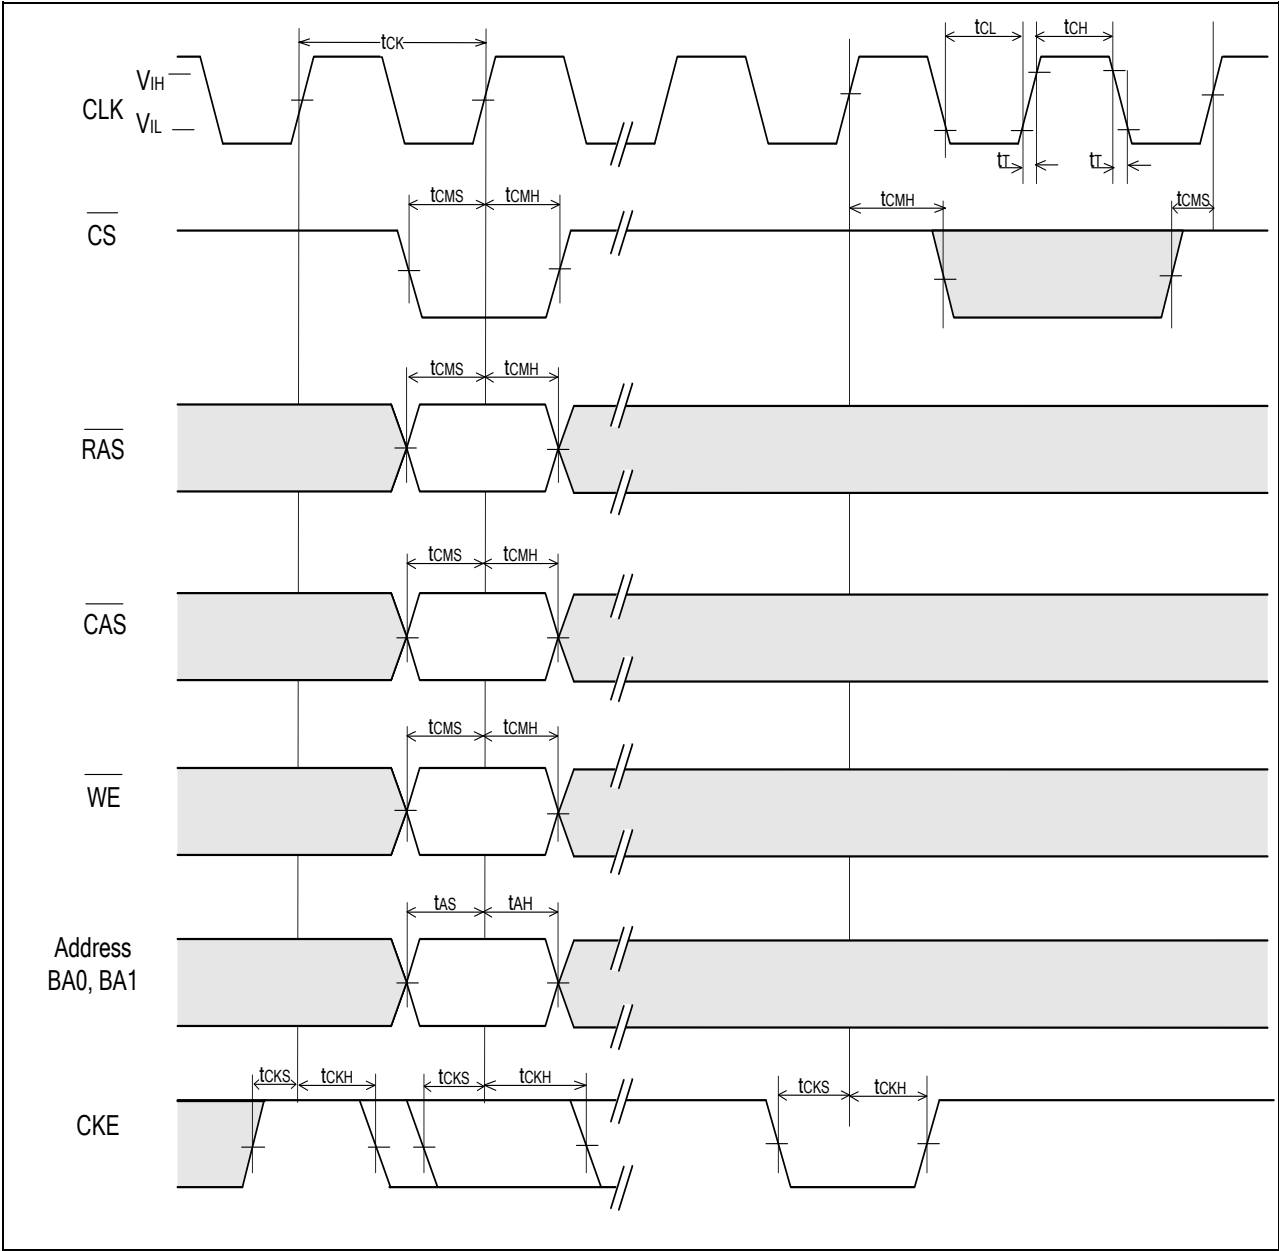 tCL
tCH
tCK
VIH
CLK
VIL
tT
tT
tCMS
tCMH
tCMH
tCMS
CS
tCMS
tCMH
RAS
tCMS
tCMH
CAS
tCMS
tCMH
WE
tAS
tAH
Address
BA0, BA1
tCKS
tCKH
tCKS
tCKH
tCKS
tCKH
CKE